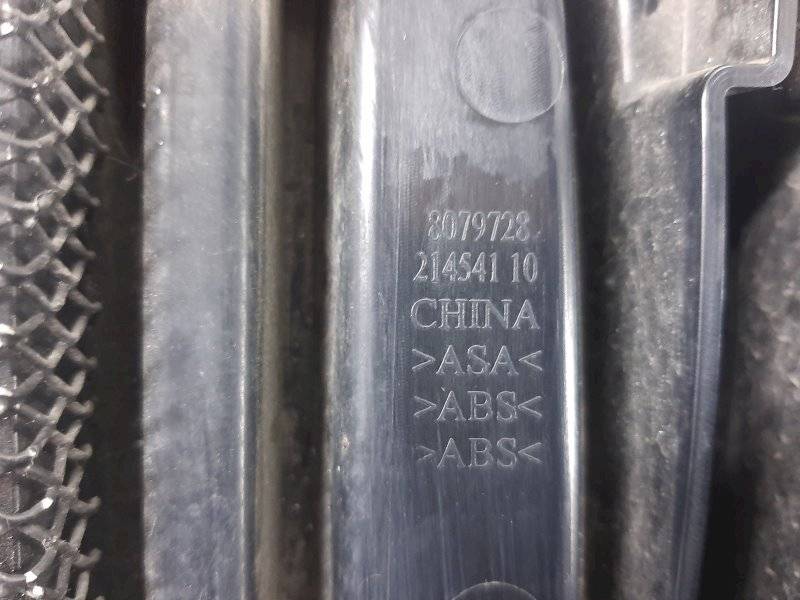 8079728
214541 10
CHINA
>ASA<
>ABS<
>ABS<